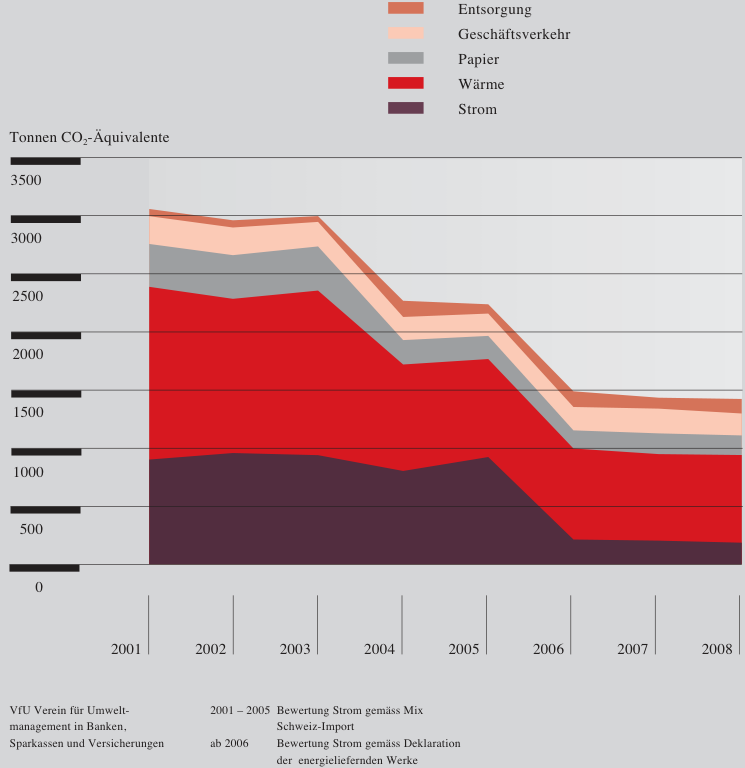 Entsorgung
Geschäftsverkehr
Papier
Wärme
Strom
Tonnen CO₂-Äquivalente
3500
3000
2500
2000
1500
1000
500
0
2001 2002 2003 2004 2005 2006 2007 2008
VfU Verein für Umwelt-
management in Banken,
Sparkassen und Versicherungen
2001 – 2005 Bewertung Strom gemäss Mix
Schweiz-Import
ab 2006 Bewertung Strom gemäss Deklaration
der energieliefernden Werke